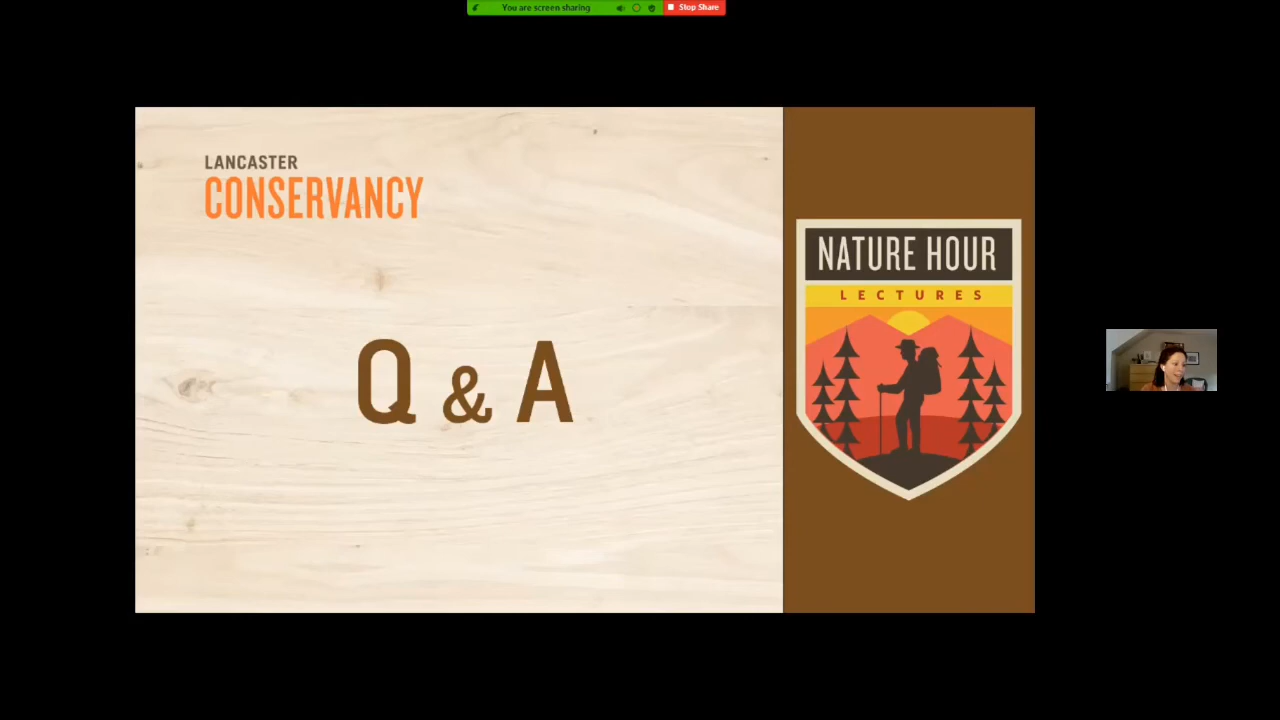 You are screen sharing
Stop Share
LANCASTER
CONSERVANCY
Q & A
NATURE HOUR
LECTURES